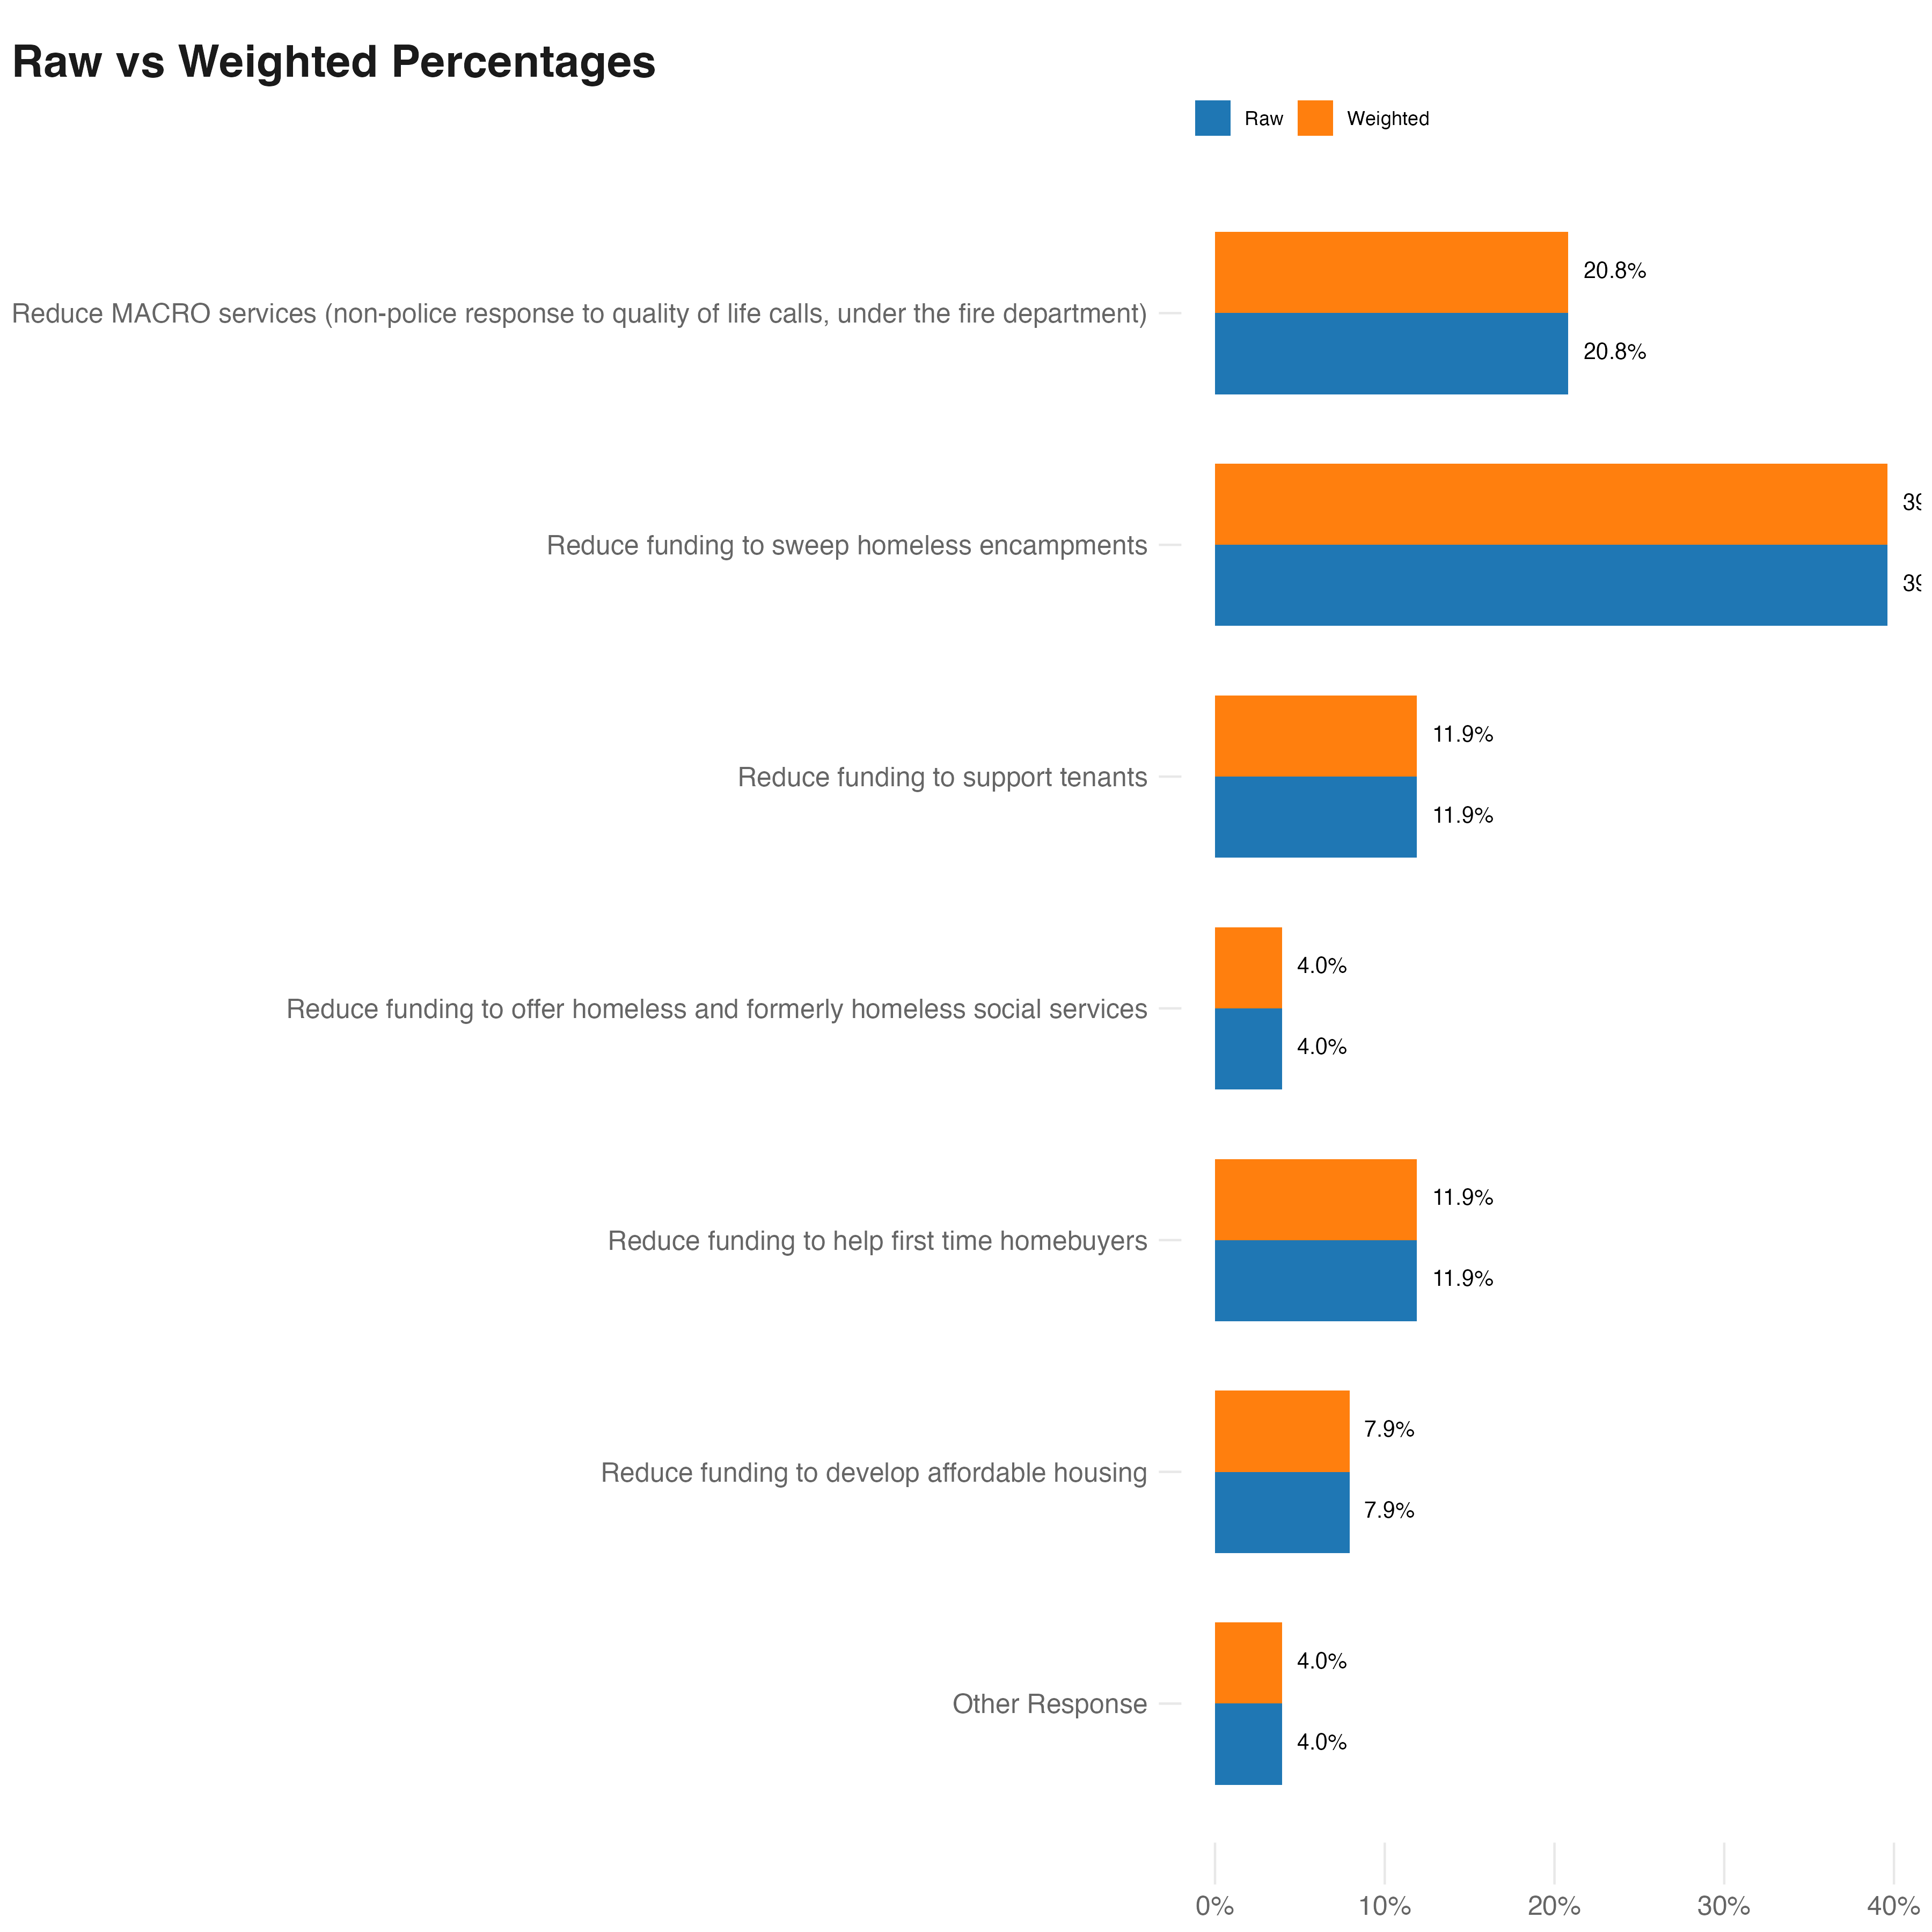 Raw vs Weighted Percentages
Raw Weighted
Reduce MACRO services (non-police response to quality of life calls, under the fire department)
20.8%
20.8%
Reduce funding to sweep homeless encampments
Reduce funding to support tenants
11.9%
11.9%
Reduce funding to offer homeless and formerly homeless social services
4.0%
4.0%
Reduce funding to help first time homebuyers
11.9%
11.9%
Reduce funding to develop affordable housing
7.9%
7.9%
Other Response
4.0%
4.0%
0% 10% 20% 30% 40%